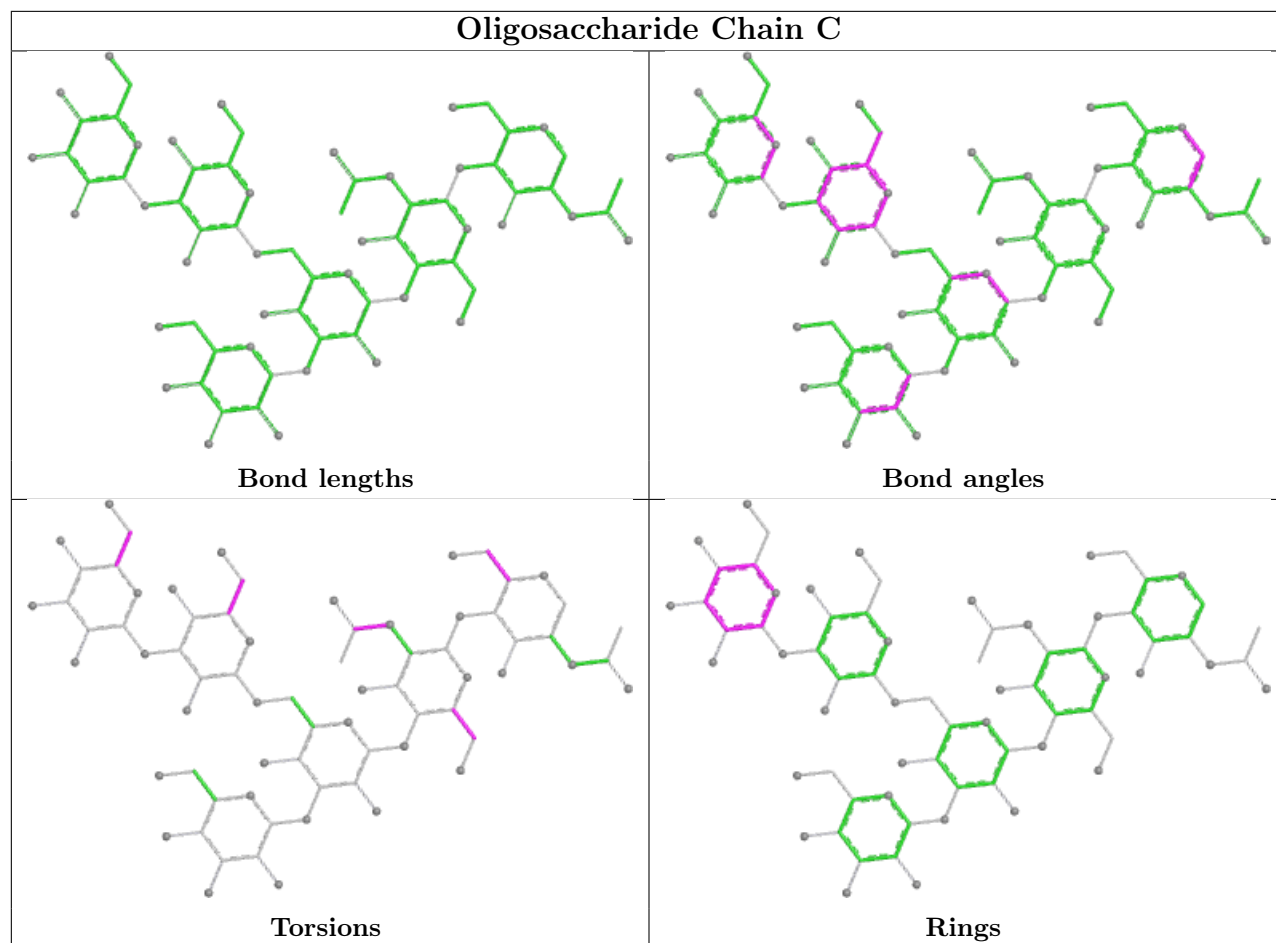 Oligosaccharide Chain C
Bond lengths
Bond angles
Torsions
Rings